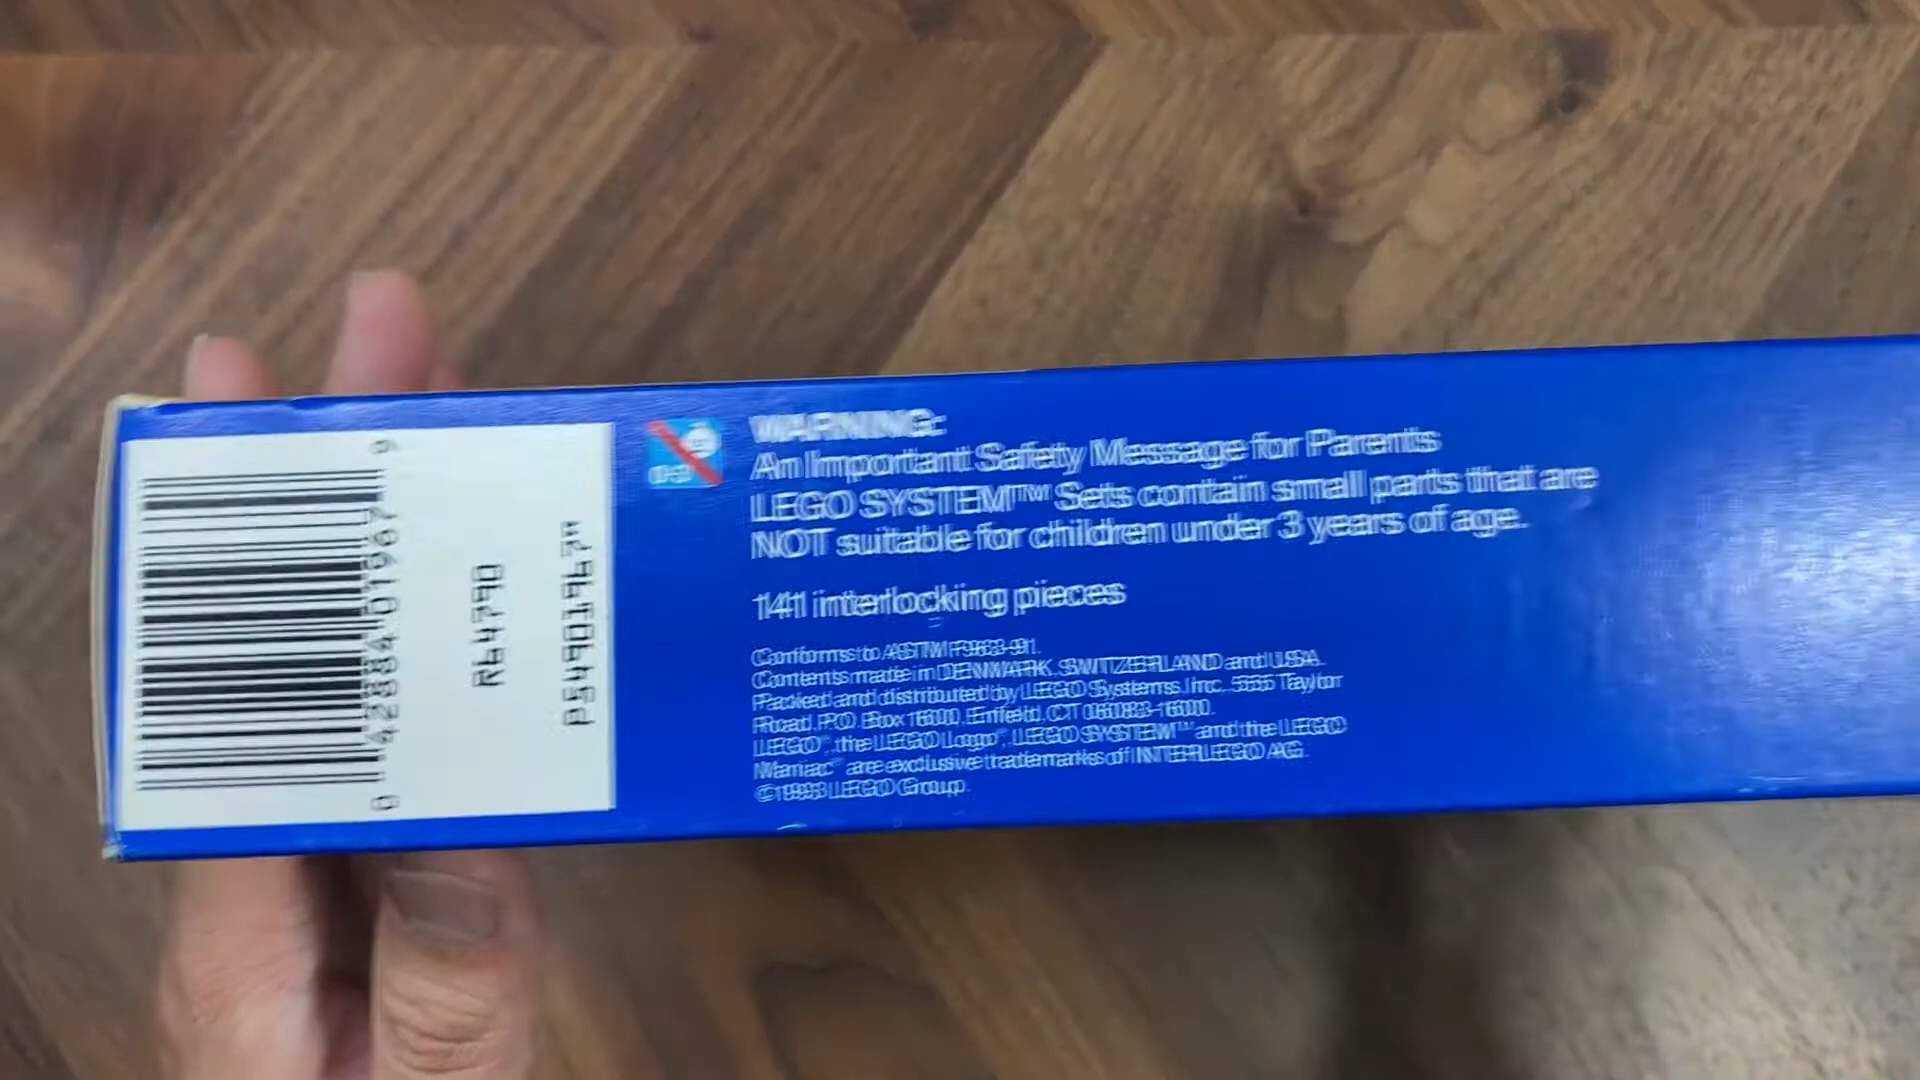 0 42884 01967 9
R64790
P54901967"
0-3
WARNING:
An Important Safety Message for Parents
LEGO SYSTEM™ Sets contain small parts that are
NOT suitable for children under 3 years of age.
141 interlocking pieces
Conforms to ASTM F963-91.
Contents made in DENMARK, SWITZERLAND and USA.
Packed and distributed by LEGO Systems, Inc., 555 Taylor
Road, P.O. Box 1600, Enfield, CT 06083-1600.
LEGO®, the LEGO Logo®, LEGO SYSTEM™ and the LEGO
Maniac® are exclusive trademarks of INTERLEGO AG.
©1993 LEGO Group.